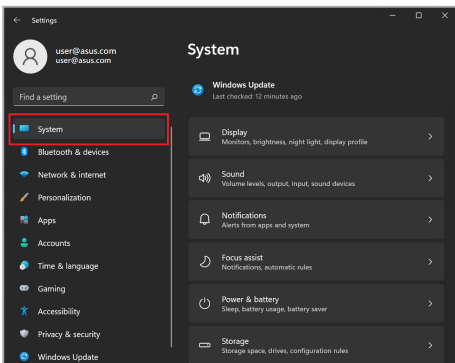 Settings
user@asus.com
user@asus.com
Find a setting
System
Bluetooth & devices
Network & internet
Personalization
Apps
Accounts
Time & language
Gaming
Accessibility
Privacy & security
Windows Update
System
Windows Update
Last checked: 12 minutes ago
Display
Monitors, brightness, night light, display profile
Sound
Volume levels, output, input, sound devices
Notifications
Alerts from apps and system
Focus assist
Notifications, automatic rules
Power & battery
Sleep, battery usage, battery saver
Storage
Storage space, drives, configuration rules